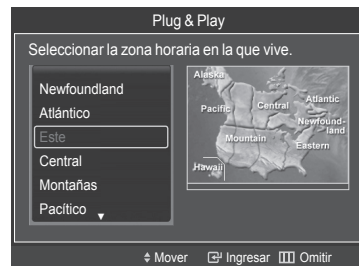 Plug & Play
Seleccionar la zona horaria en la que vive.
Newfoundland
Atlántico
Este
Central
Montañas
Pacítico
Alaska
Pacific
Central
Atlantic
Newfound-
land
Mountain
Eastern
Hawaii
Mover Ingresar Omitir